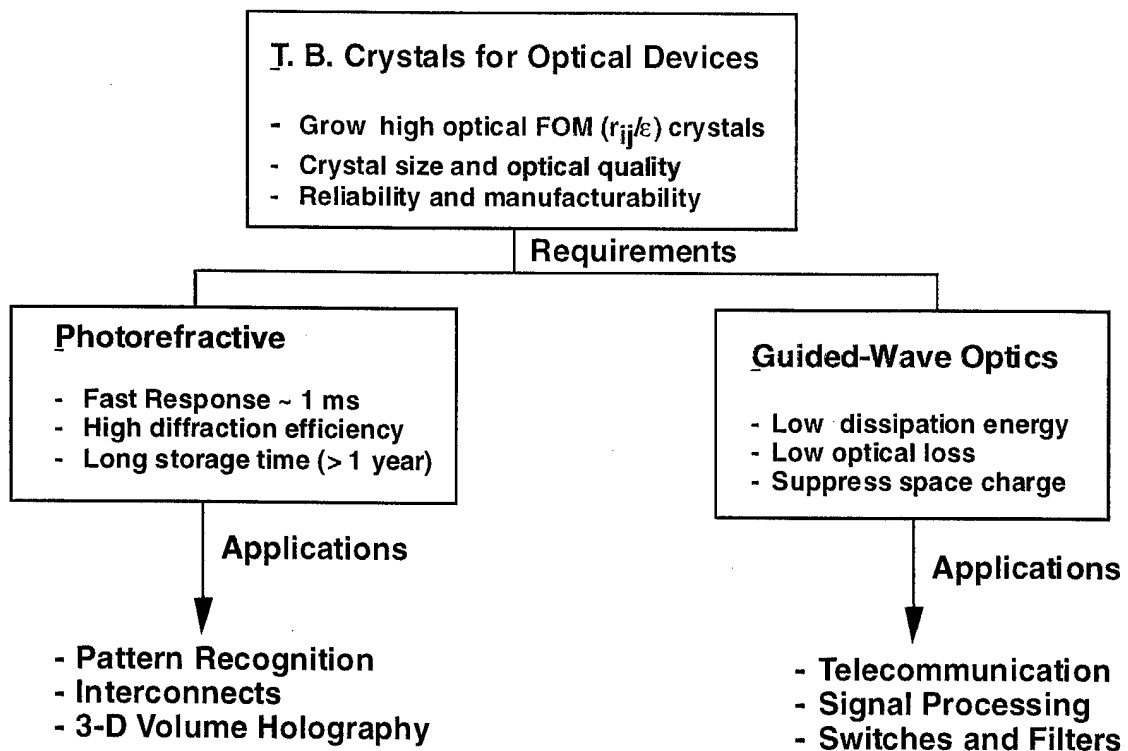 T. B. Crystals for Optical Devices
- Grow high optical FOM (rij/ε) crystals
- Crystal size and optical quality
- Reliability and manufacturability
Requirements
Photorefractive
- Fast Response ~ 1 ms
- High diffraction efficiency
- Long storage time (> 1 year)
Applications
- Pattern Recognition
- Interconnects
- 3-D Volume Holography
Guided-Wave Optics
- Low dissipation energy
- Low optical loss
- Suppress space charge
Applications
- Telecommunication
- Signal Processing
- Switches and Filters